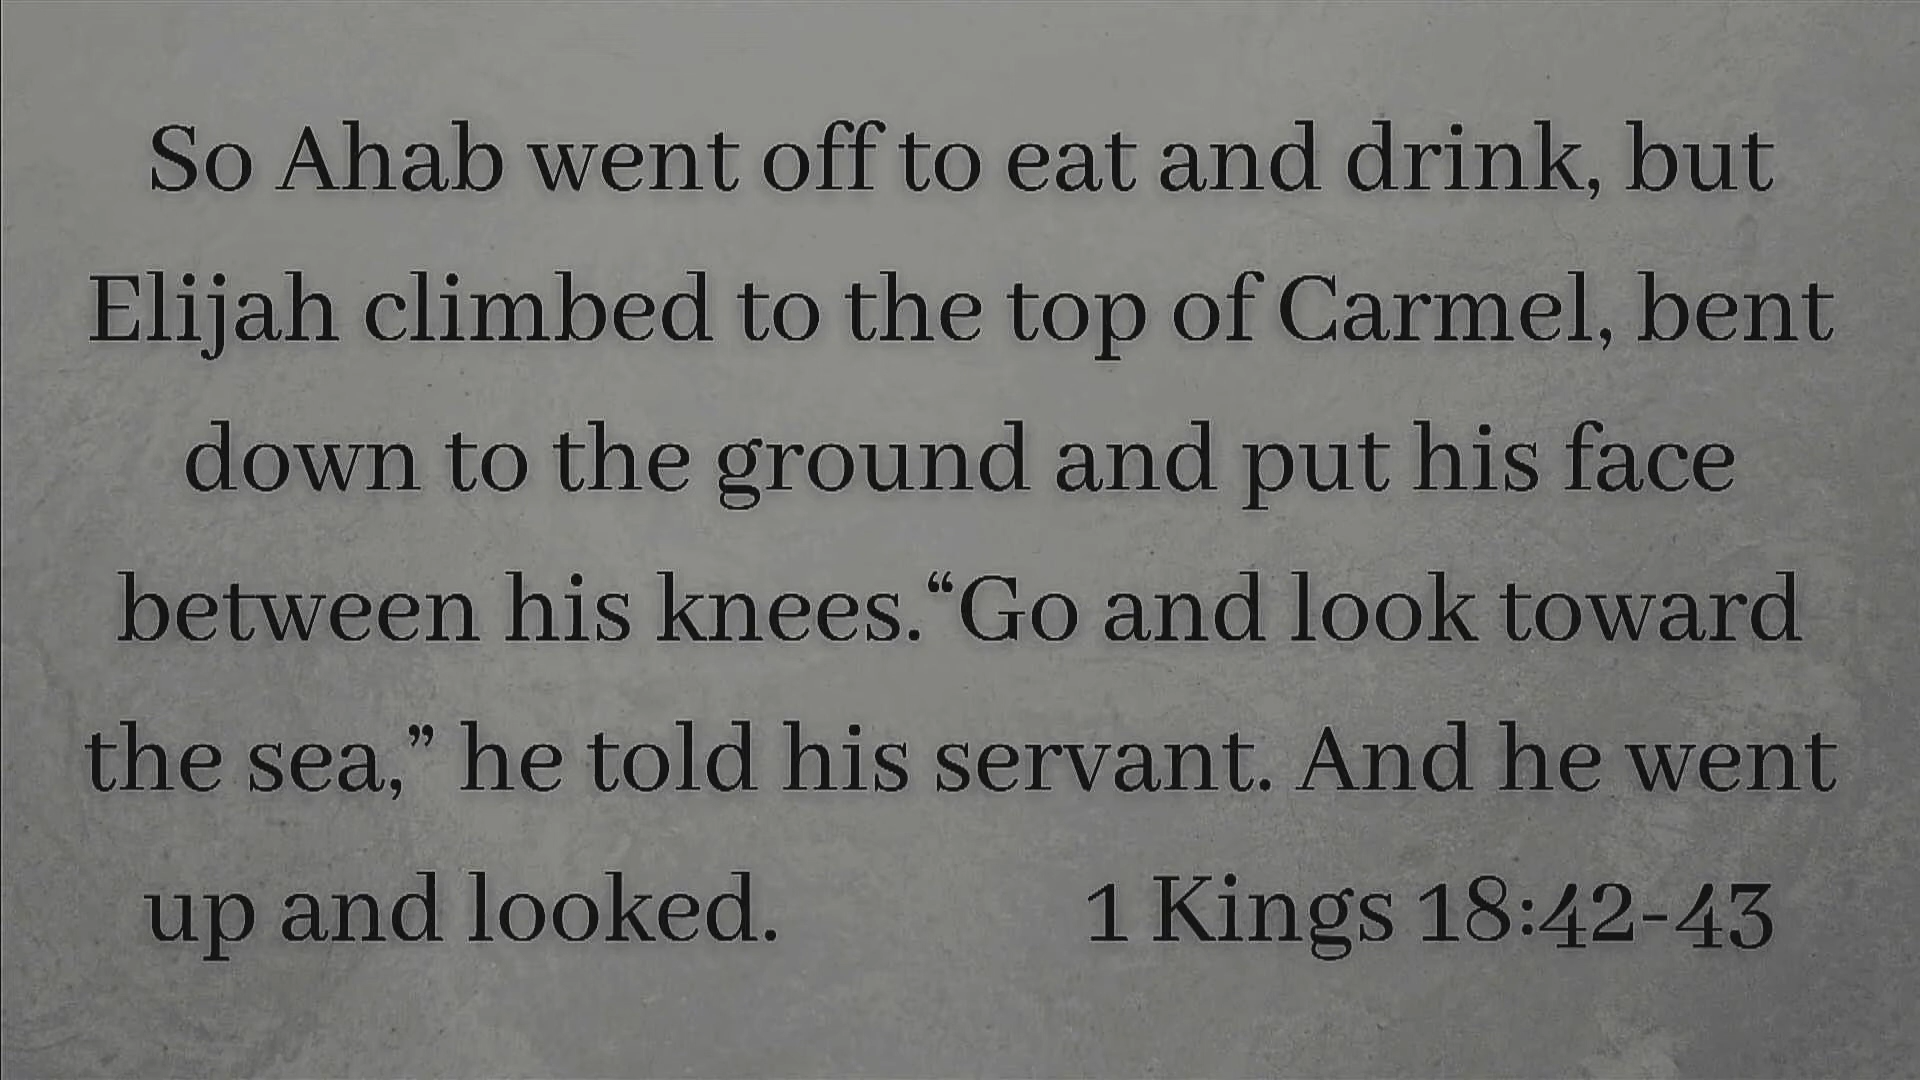 So Ahab went off to eat and drink, but
Elijah climbed to the top of Carmel, bent
down to the ground and put his face
between his knees.“Go and look toward
the sea,” he told his servant. And he went
up and looked. 1 Kings 18:42-43